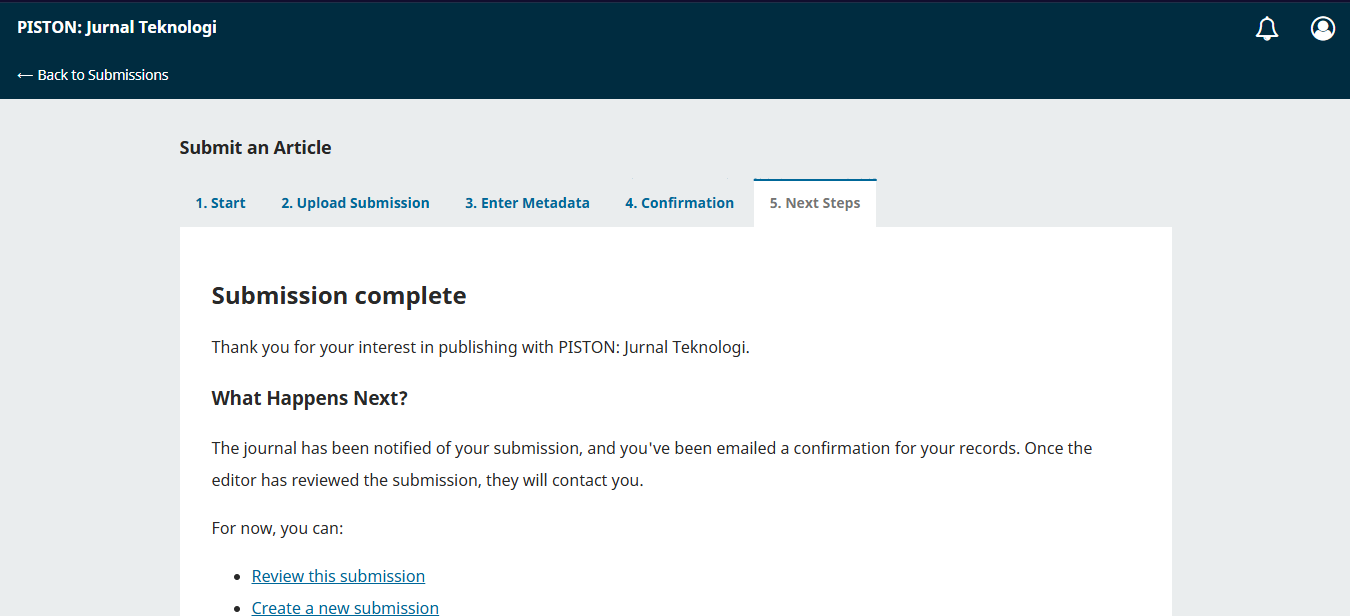 PISTON: Jurnal Teknologi
← Back to Submissions
Submit an Article
1. Start 2. Upload Submission 3. Enter Metadata 4. Confirmation 5. Next Steps
Submission complete
Thank you for your interest in publishing with PISTON: Jurnal Teknologi.
What Happens Next?
The journal has been notified of your submission, and you've been emailed a confirmation for your records. Once the
editor has reviewed the submission, they will contact you.
For now, you can:
• Review this submission
• Create a new submission